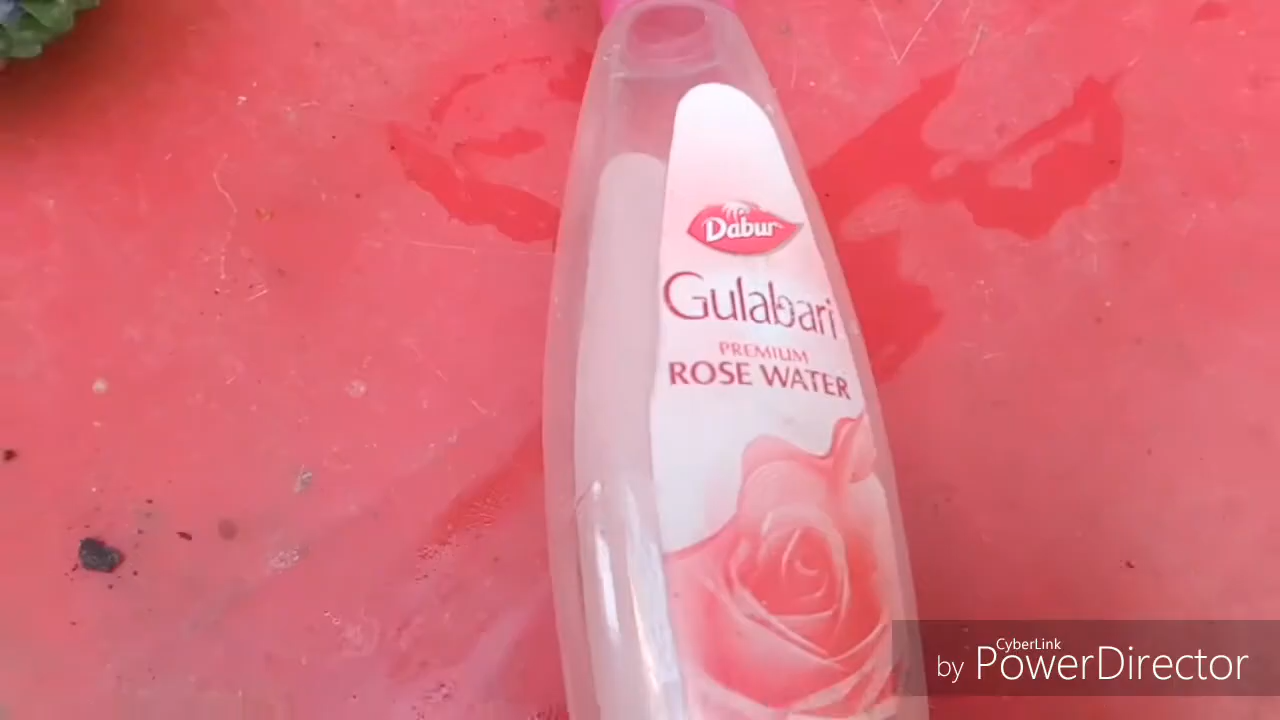 Dabur
Gulabari
PREMIUM
ROSE WATER
CyberLink
by PowerDirector